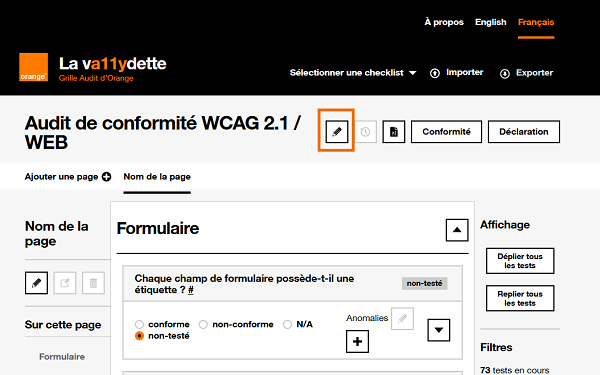 À propos English Français
orange
La va11ydette
Grille Audit d'Orange
Sélectionner une checklist Importer Exporter
Audit de conformité WCAG 2.1 /
WEB
Conformité Déclaration
Ajouter une page Nom de la page
Nom de la
page
Sur cette page
Formulaire
Formulaire
Chaque champ de formulaire possède-t-il une
étiquette ? #
non-testé
conforme non-conforme N/A
non-testé
Anomalies
Affichage
Déplier tous
les tests
Replier tous
les tests
Filtres
73 tests en cours